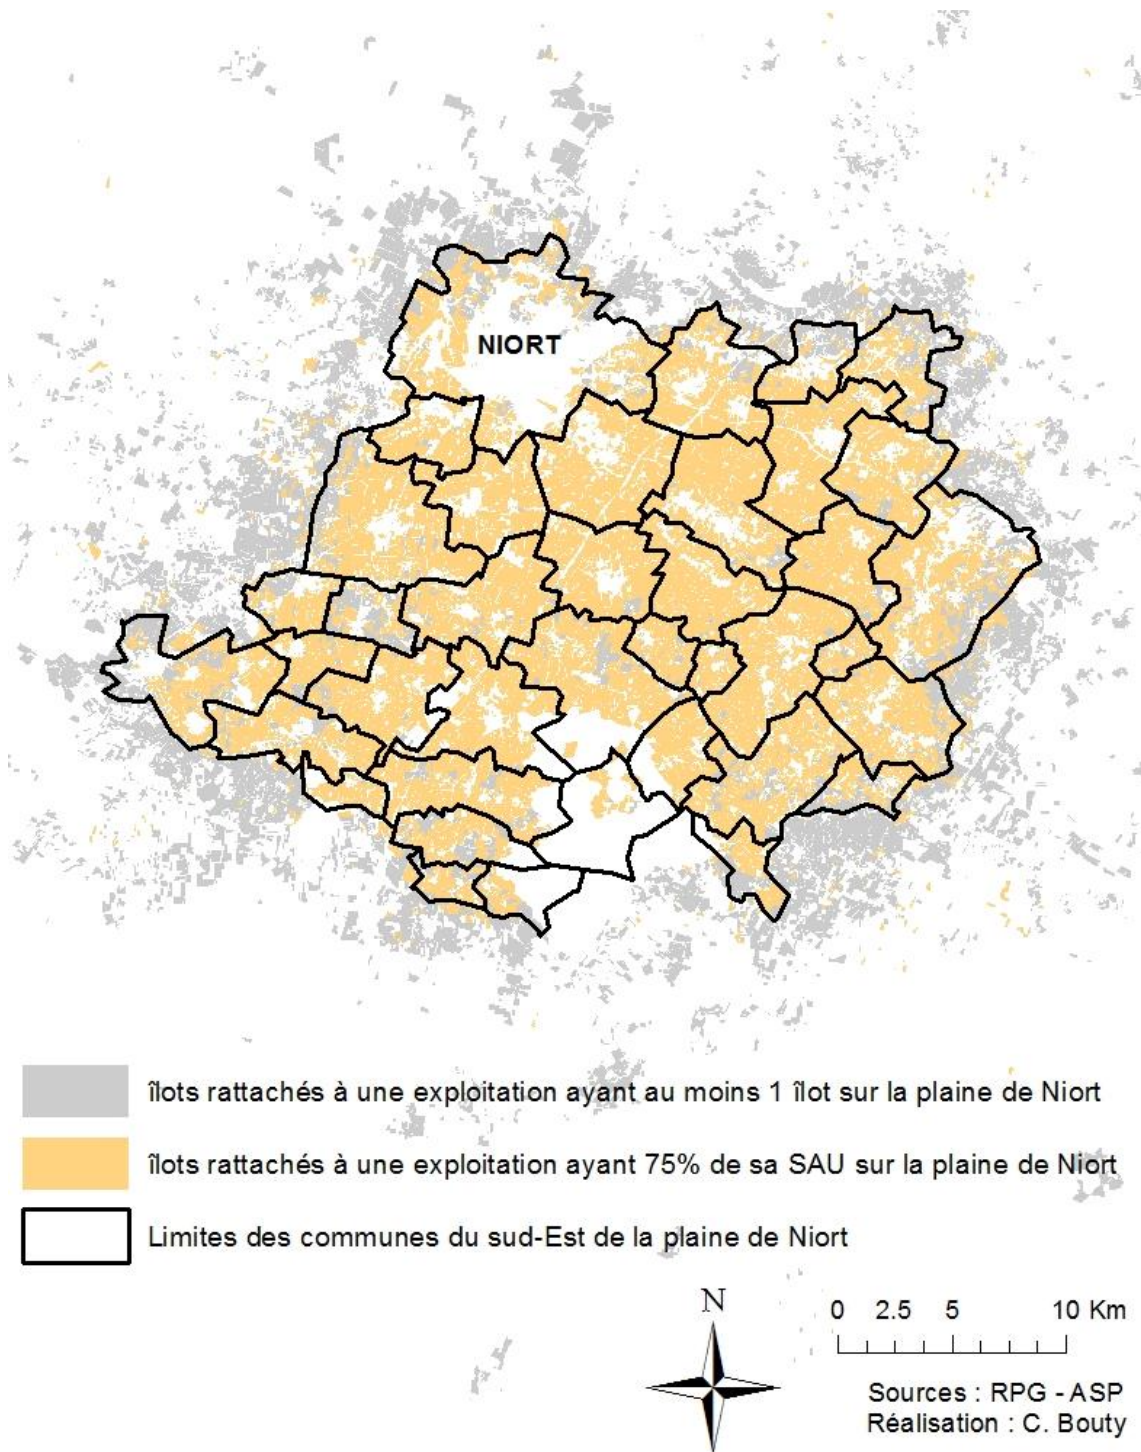 NIORT
îlots rattachés à une exploitation ayant au moins 1 îlot sur la plaine de Niort
îlots rattachés à une exploitation ayant 75% de sa SAU sur la plaine de Niort
Limites des communes du sud-Est de la plaine de Niort
N
0 2.5 5 10 Km
Sources : RPG - ASP
Réalisation : C. Bouty